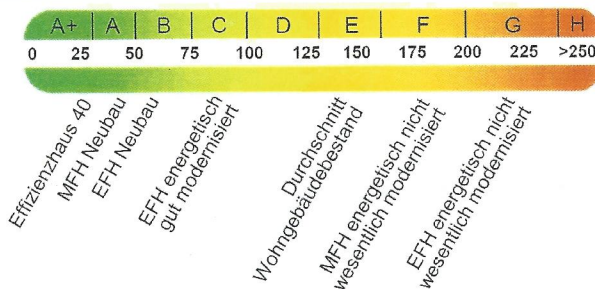 A+ A B C D E F G H
0 25 50 75 100 125 150 175 200 225 >250
Effizienzhaus 40
MFH Neubau
EFH Neubau
EFH energetisch
gut modernisiert
Durchschnitt
Wohngebäudebestand
MFH energetisch nicht
wesentlich modernisiert
EFH energetisch nicht
wesentlich modernisiert